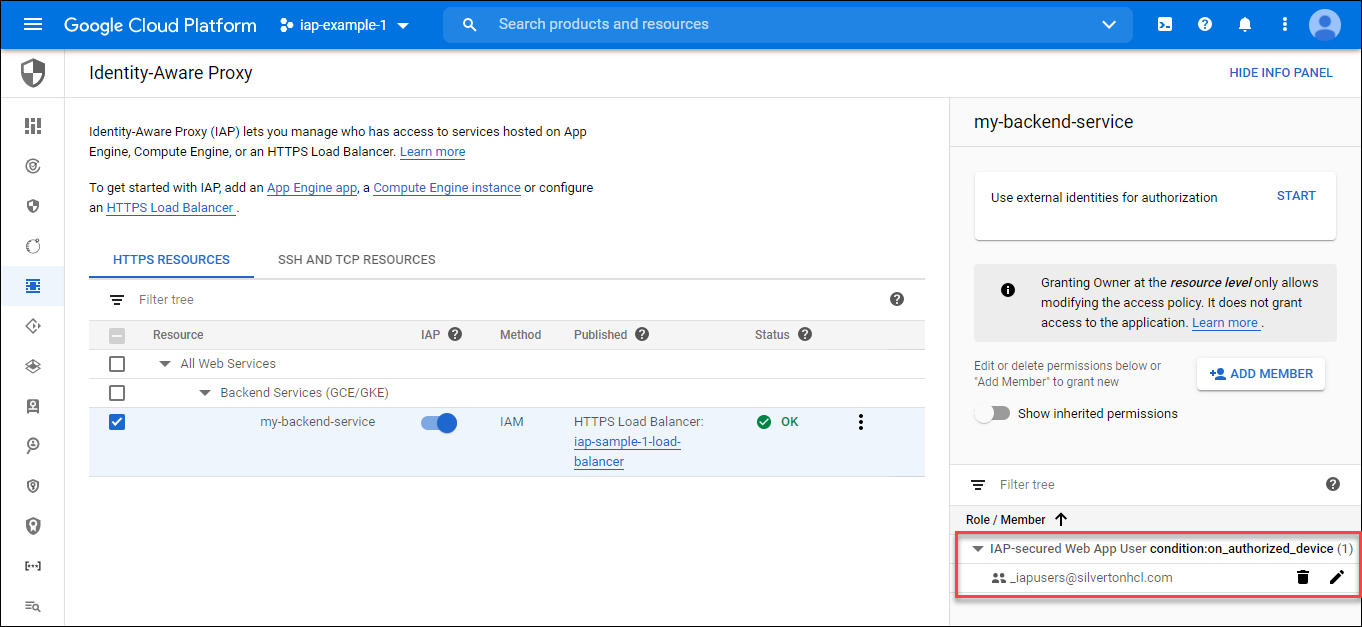 Google Cloud Platform iap-example-1 Search products and resources
Identity-Aware Proxy HIDE INFO PANEL
Identity-Aware Proxy (IAP) lets you manage who has access to services hosted on App
Engine, Compute Engine, or an HTTPS Load Balancer. Learn more
To get started with IAP, add an App Engine app, a Compute Engine instance or configure
an HTTPS Load Balancer .
HTTPS RESOURCES SSH AND TCP RESOURCES
Filter tree
Resource IAP Method Published Status
All Web Services
Backend Services (GCE/GKE)
my-backend-service IAM HTTPS Load Balancer: OK
iap-sample-1-load-
balancer
my-backend-service
Use external identities for authorization START
Granting Owner at the resource level only allows
modifying the access policy. It does not grant
access to the application. Learn more .
Edit or delete permissions below or
"Add Member" to grant new
ADD MEMBER
Show inherited permissions
Filter tree
Role / Member
IAP-secured Web App User condition:on_authorized_device (1)
_iapusers@silvertonhcl.com